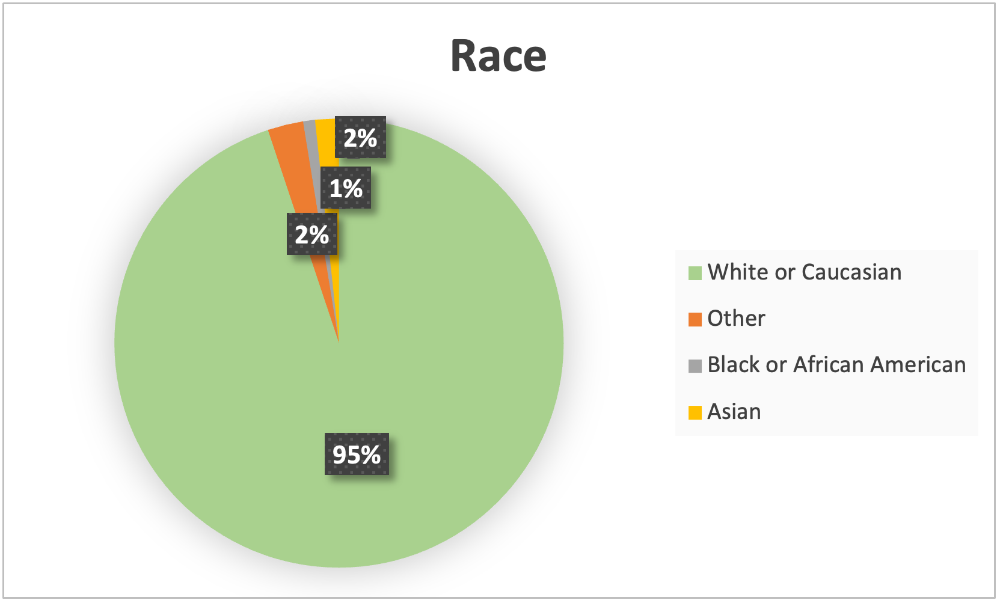 Race
2%
1%
2%
95%
White or Caucasian
Other
Black or African American
Asian